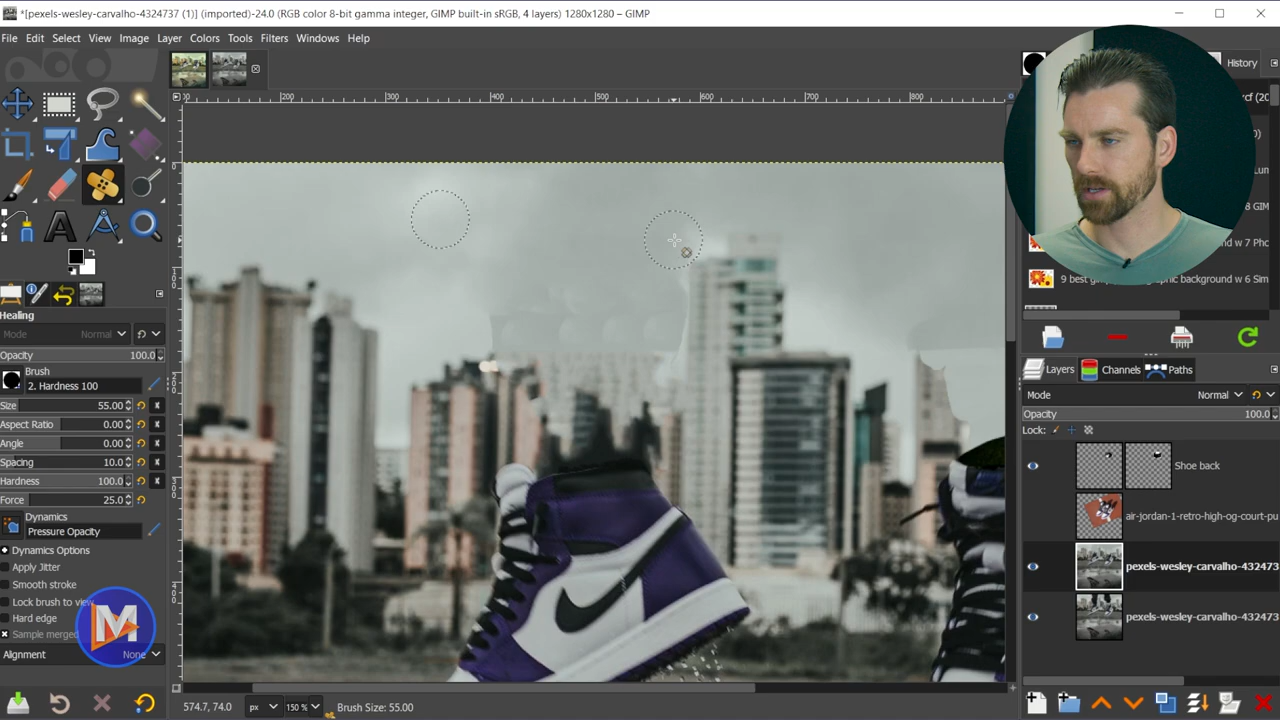 *[pexels-wesley-carvalho-4324737 (1)] (imported)-24.0 (RGB color 8-bit gamma integer, GIMP built-in sRGB, 4 layers) 1280x1280 – GIMP
File Edit Select View Image Layer Colors Tools Filters Windows Help
History
200 300 400 500 600 700 800
Healing
Mode Normal
Opacity 100.0
Brush
2. Hardness 100
Size 55.00
Aspect Ratio 0.00
Angle 0.00
Spacing 10.0
Hardness 100.0
Force 25.0
Dynamics
Pressure Opacity
Dynamics Options
Apply Jitter
Smooth stroke
Lock brush to view
Hard edge
Sample merged
Alignment None
M
574.7, 74.0 px 150 % Brush Size: 55.00
9 best gi
Layers Channels Paths
Mode Normal
Opacity 100.0
Lock:
Shoe back
air-jordan-1-retro-high-og-court-pu
pexels-wesley-carvalho-432473
pexels-wesley-carvalho-432473